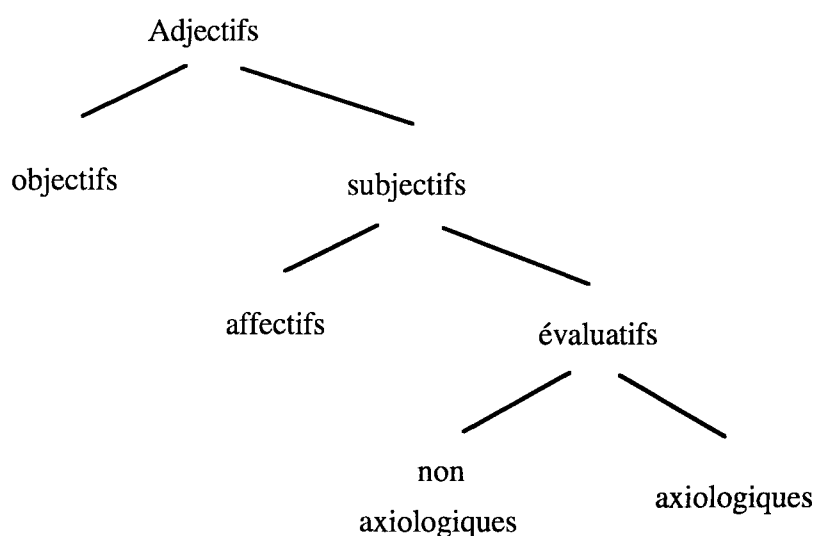 Adjectifs
objectifs
subjectifs
affectifs
évaluatifs
non
axiologiques
axiologiques